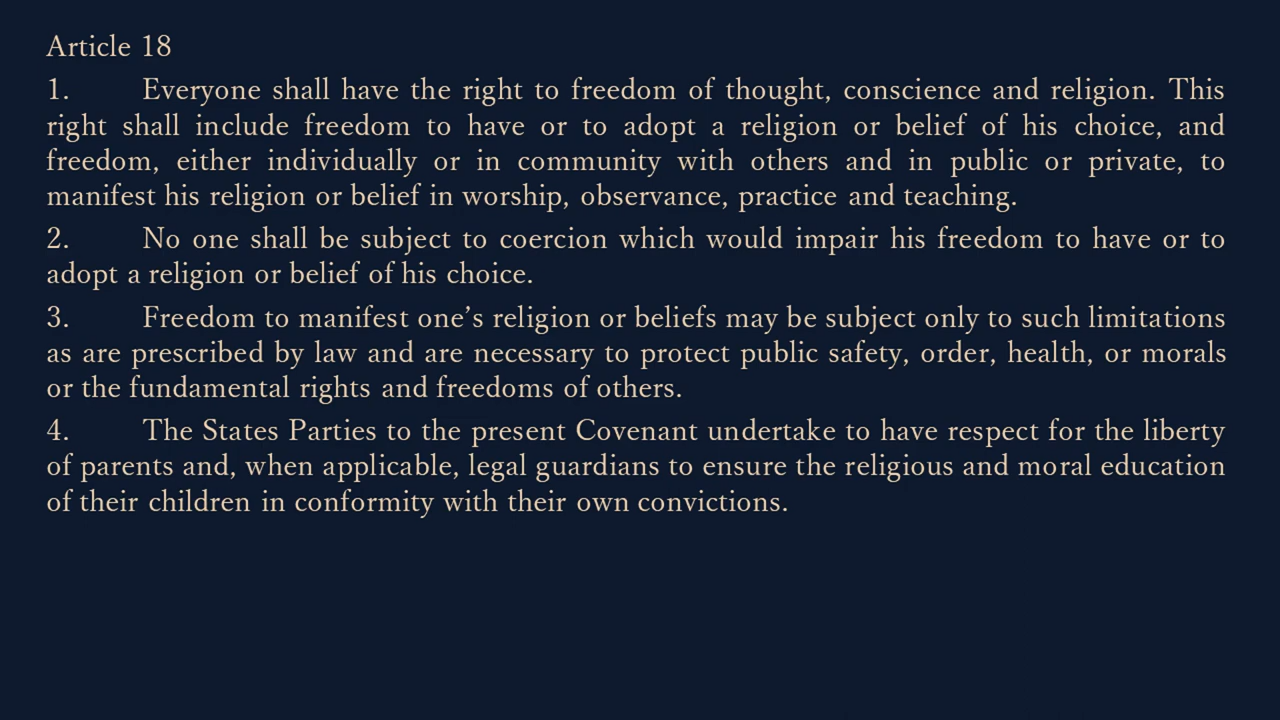 Article 18
1. Everyone shall have the right to freedom of thought, conscience and religion. This
right shall include freedom to have or to adopt a religion or belief of his choice, and
freedom, either individually or in community with others and in public or private, to
manifest his religion or belief in worship, observance, practice and teaching.
2. No one shall be subject to coercion which would impair his freedom to have or to
adopt a religion or belief of his choice.
3. Freedom to manifest one’s religion or beliefs may be subject only to such limitations
as are prescribed by law and are necessary to protect public safety, order, health, or morals
or the fundamental rights and freedoms of others.
4. The States Parties to the present Covenant undertake to have respect for the liberty
of parents and, when applicable, legal guardians to ensure the religious and moral education
of their children in conformity with their own convictions.